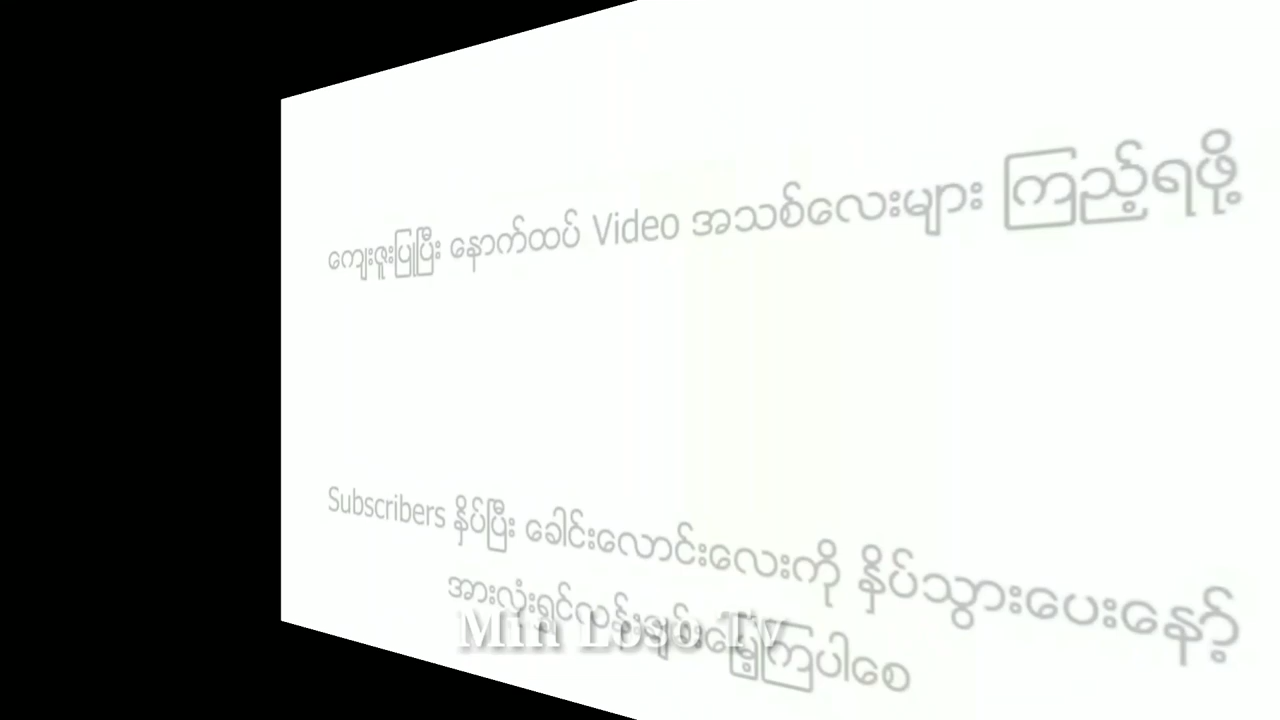 ကျေးဇူးပြုပြီး နောက်ထပ် Video အသစ်လေးများ ကြည့်ရဖို့
Subscribers နှိပ်ပြီး ခေါင်းလောင်းလေးကို နှိပ်သွားပေးနော့်
အားလုံးရွှင်လန်းချမ်းမြေ့ကြပါစေ
Min Tv